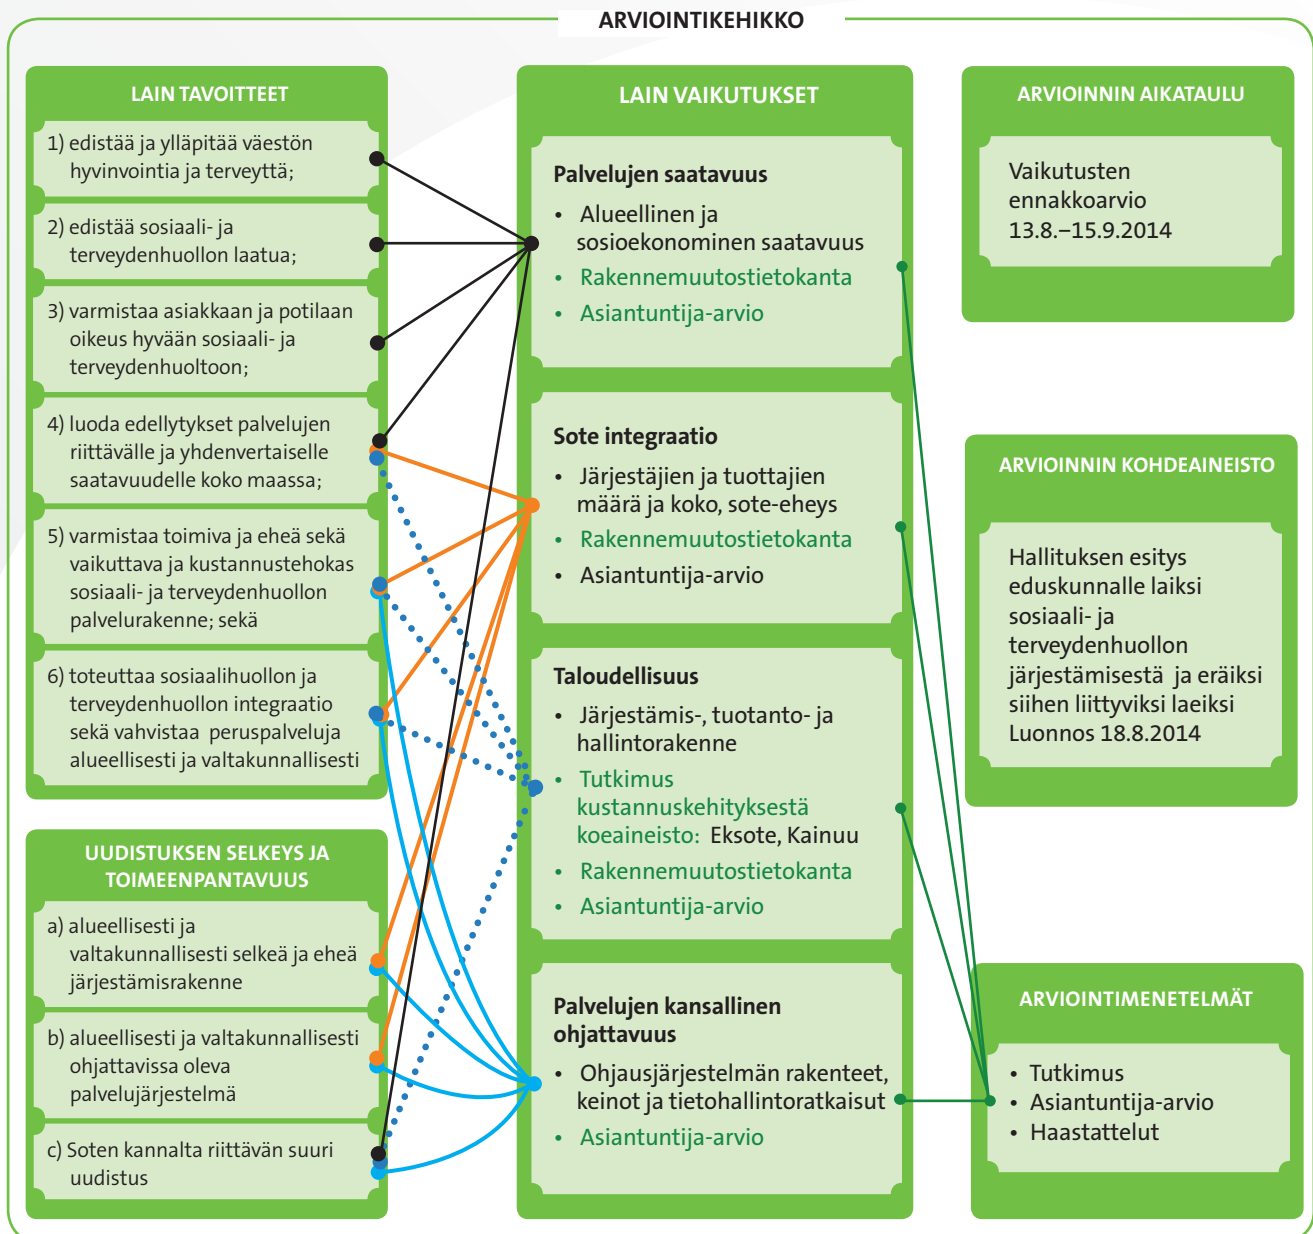 ARVIOINTIKEHIKKO
LAIN TAVOITTEET
1) edistää ja ylläpitää väestön
hyvinvointia ja terveyttä;
2) edistää sosiaali- ja
terveydenhuollon laatua;
3) varmistaa asiakkaan ja potilaan
oikeus hyvään sosiaali- ja
terveydenhuoltoon;
4) luoda edellytykset palvelujen
riittävälle ja yhdenvertaiselle
saatavuudelle koko maassa;
5) varmistaa toimiva ja eheä sekä
vaikuttava ja kustannustehokas
sosiaali- ja terveydenhuollon
palvelurakenne; sekä
6) toteuttaa sosiaalihuollon ja
terveydenhuollon integraatio
sekä vahvistaa peruspalveluja
alueellisesti ja valtakunnallisesti
UUDISTUKSEN SELKEYS JA
TOIMEENPANTAVUUS
a) alueellisesti ja
valtakunnallisesti selkeä ja eheä
järjestämisrakenne
b) alueellisesti ja valtakunnallisesti
ohjattavissa oleva
palvelujärjestelmä
c) Soten kannalta riittävän suuri
uudistus
LAIN VAIKUTUKSET
Palvelujen saatavuus
• Alueellinen ja
sosioekonominen saatavuus
• Rakennemuutostietokanta
• Asiantuntija-arvio
Sote integraatio
• Järjestäjien ja tuottajien
määrä ja koko, sote-eheys
• Rakennemuutostietokanta
• Asiantuntija-arvio
Taloudellisuus
• Järjestämis-, tuotanto- ja
hallintorakenne
• Tutkimus
kustannuskehityksestä
koeaineisto: Eksote, Kainuu
• Rakennemuutostietokanta
• Asiantuntija-arvio
Palvelujen kansallinen
ohjattavuus
• Ohjausjärjestelmän rakenteet,
keinot ja tietohallintoratkaisut
• Asiantuntija-arvio
ARVIOINNIN AIKATAULU
Vaikutusten
ennakkoarvio
13.8.–15.9.2014
ARVIOINNIN KOHDEAINEISTO
Hallituksen esitys
eduskunnalle laiksi
sosiaali- ja
terveydenhuollon
järjestämisestä ja eräiksi
siihen liittyviksi laeiksi
Luonnos 18.8.2014
ARVIOINTIMENETELMÄT
• Tutkimus
• Asiantuntija-arvio
• Haastattelut